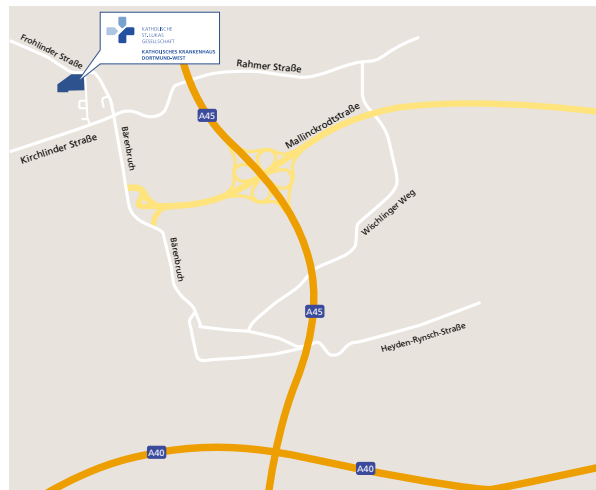 KATHOLISCHE
ST.LUKAS
GESELLSCHAFT
KATHOLISCHES KRANKENHAUS
DORTMUND-WEST
Frohlinder Straße
Rahmer Straße
A45
Mallinckrodtstraße
Bärenbruch
Kirchlinder Straße
Wischlinger Weg
Bärenbruch
A45
Heyden-Rynsch-Straße
A40
A40